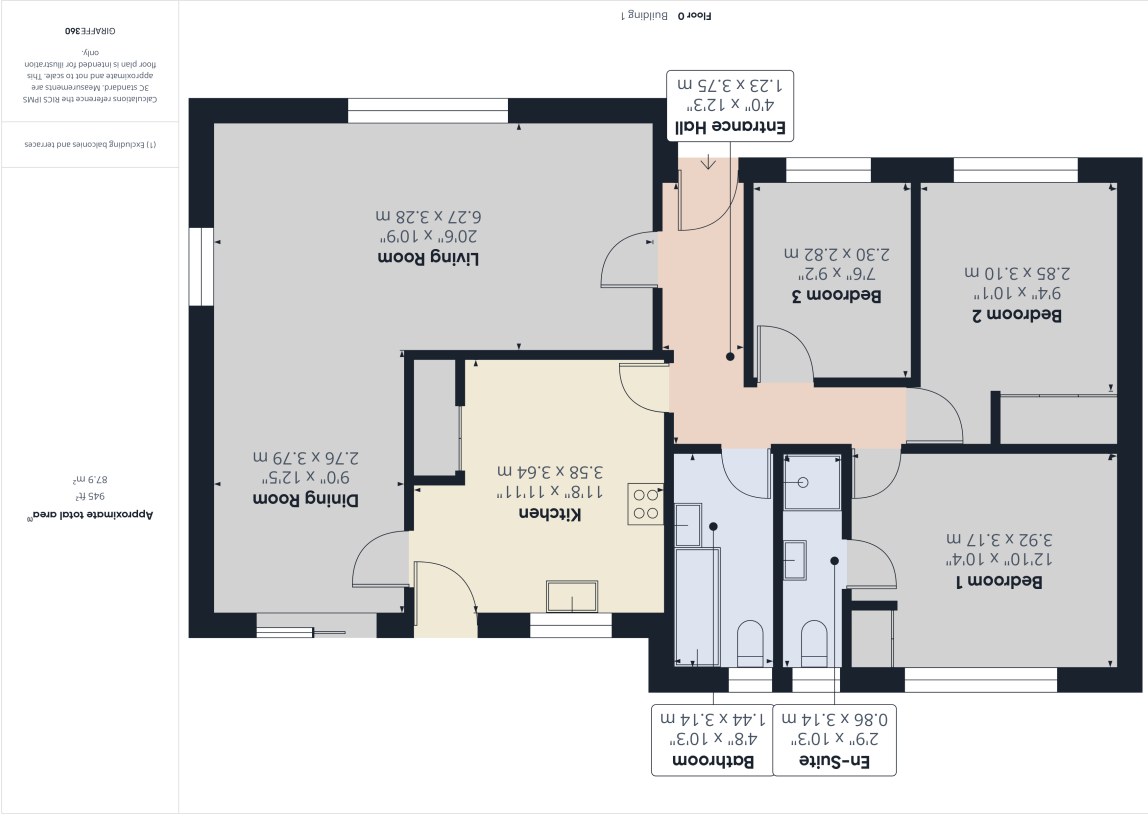 En-Suite
2'9" x 10'3"
0.86 x 3.14 m
Bathroom
4'8" x 10'3"
1.44 x 3.14 m
Bedroom 1
12'10" x 10'4"
3.92 x 3.17 m
Kitchen
11'8" x 11'11"
3.58 x 3.64 m
Dining Room
9'0" x 12'5"
2.76 x 3.79 m
Bedroom 2
9'4" x 10'1"
2.85 x 3.10 m
Bedroom 3
7'6" x 9'2"
2.30 x 2.82 m
Living Room
20'6" x 10'9"
6.27 x 3.28 m
Entrance Hall
4'0" x 12'3"
1.23 x 3.75 m
Floor 0 Building 1
Approximate total area(1)
945 ft²
87.9 m²
(1) Excluding balconies and terraces
Calculations reference the RICS IPMS
3C standard. Measurements are
approximate and not to scale. This
floor plan is intended for illustration
only.
GIRAFFE360